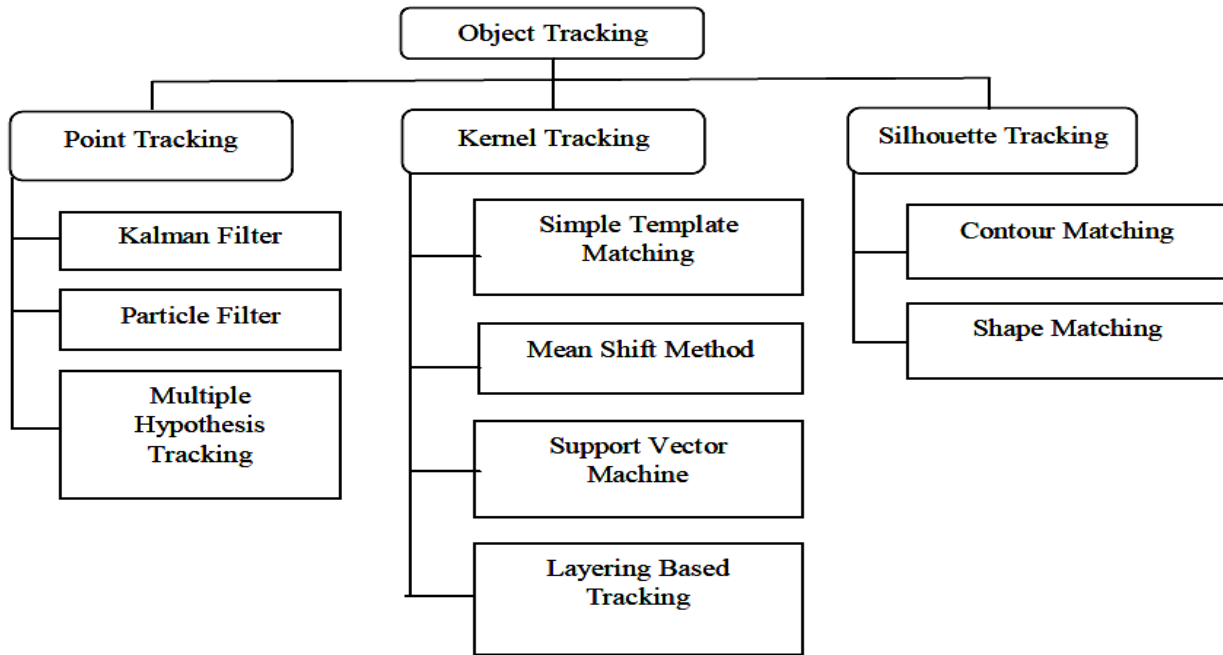 Object Tracking
Point Tracking
Kalman Filter
Particle Filter
Multiple
Hypothesis
Tracking
Kernel Tracking
Simple Template
Matching
Mean Shift Method
Support Vector
Machine
Layering Based
Tracking
Silhouette Tracking
Contour Matching
Shape Matching